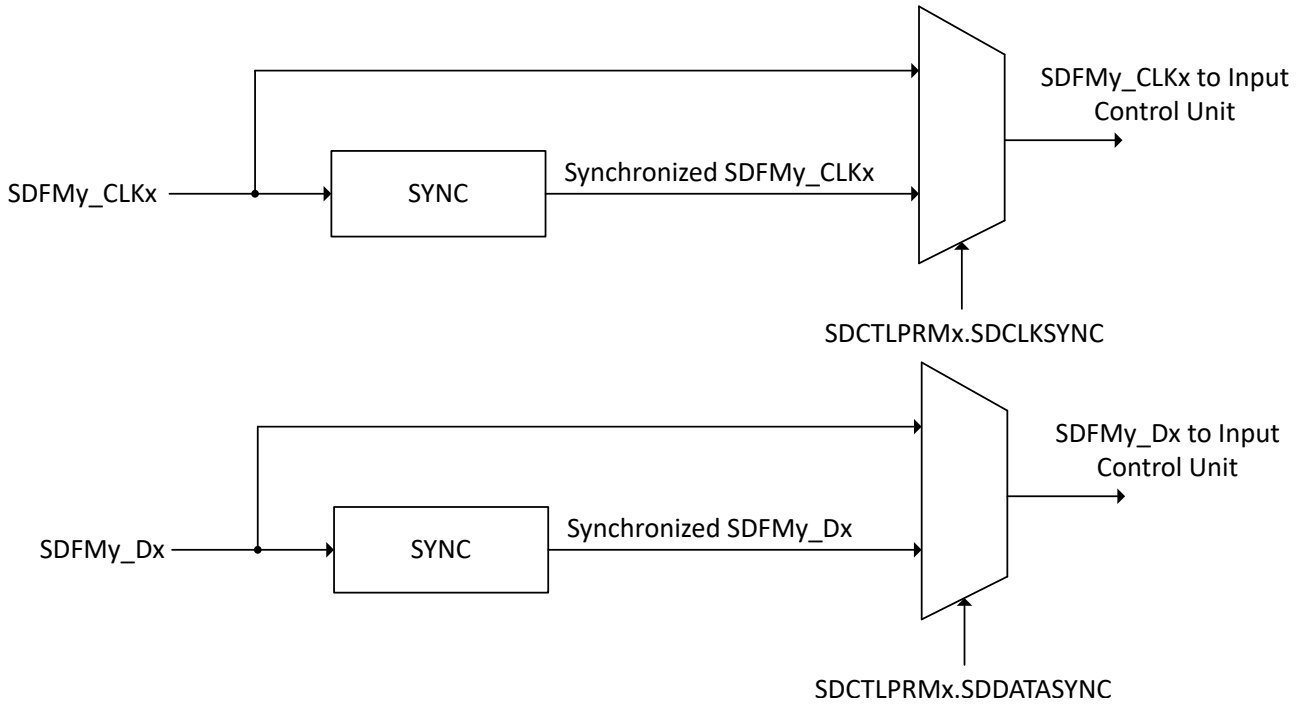 SDFMy_CLKx to Input
Control Unit
Synchronized SDFMy_CLKx
SDFMy_CLKx
SYNC
SDCTLPRMx.SDCLKSYNC
SDFMy_Dx to Input
Control Unit
Synchronized SDFMy_Dx
SDFMy_Dx
SYNC
SDCTLPRMx.SDDATASYNC